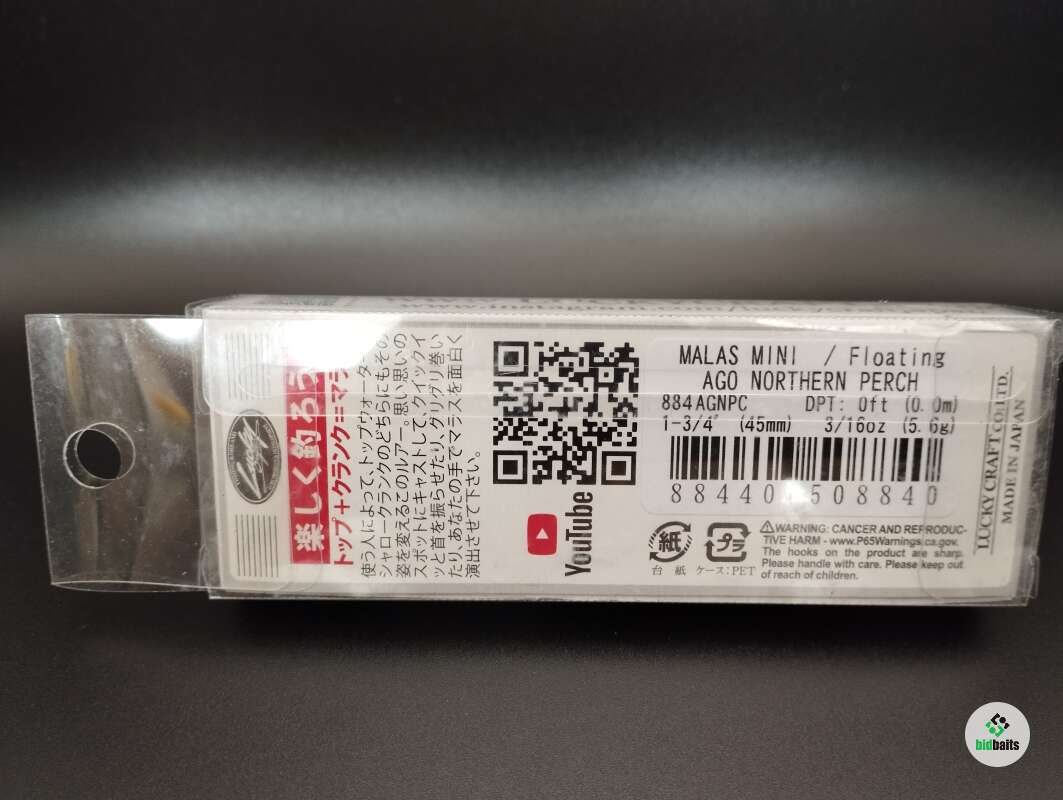 楽しく釣ろう
トップ+クランク=マラ
使う人によって、トップウォーター
シャロークランクのどちらにもその
姿を変えるこのルアー。思い思いの
スポットにキャストして、クイックイ
ッと首を振らせたり、グリグリ巻い
たり、あなたの手でマラスを面白く
演出させて下さい。
YouTube
MALAS MINI / Floating
AGO NORTHERN PERCH
884AGNPC DPT: 0ft (0.0m)
1-3/4" (45mm) 3/16oz (5.6g)
紙
プラ
台紙 ケース:PET
WARNING: CANCER AND REPRODUC-
TIVE HARM - www.P65Warnings.ca.gov.
The hooks on the product are sharp.
Please handle with care. Please keep out
of reach of children.
LUCKY CRAFT CO.,LTD.
MADE IN JAPAN
bidbaits